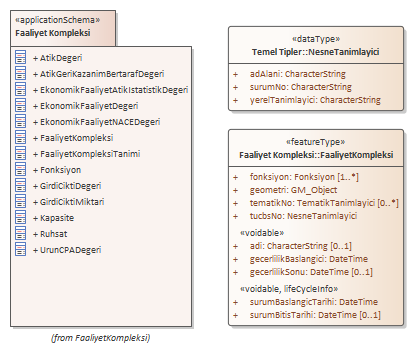 «applicationSchema»
Faaliyet Kompleksi
+ AtikDegeri
+ AtikGeriKazanimBertarafDegeri
+ EkonomikFaaliyetAtikIstatistikDegeri
+ EkonomikFaaliyetDegeri
+ EkonomikFaaliyetNACEDegeri
+ FaaliyetKompleksi
+ FaaliyetKompleksiTanimi
+ Fonksiyon
+ GirdiCiktiDegeri
+ GirdiCiktiMiktari
+ Kapasite
+ Ruhsat
+ UrunCPADegeri
(from FaaliyetKompleksi)
«dataType»
Temel Tipler::NesneTanimlayici
+ adAlani: CharacterString
+ surumNo: CharacterString
+ yerelTanimlayici: CharacterString
«featureType»
Faaliyet Kompleksi::FaaliyetKompleksi
+ fonksiyon: Fonksiyon [1..*]
+ geometri: GM_Object
+ tematikNo: TematikTanimlayici [0..*]
+ tucbsNo: NesneTanimlayici
«voidable»
+ adi: CharacterString [0..1]
+ gecerlilikBaslangici: DateTime
+ gecerlilikSonu: DateTime [0..1]
«voidable, lifeCycleInfo»
+ surumBaslangicTarihi: DateTime
+ surumBitisTarihi: DateTime [0..1]